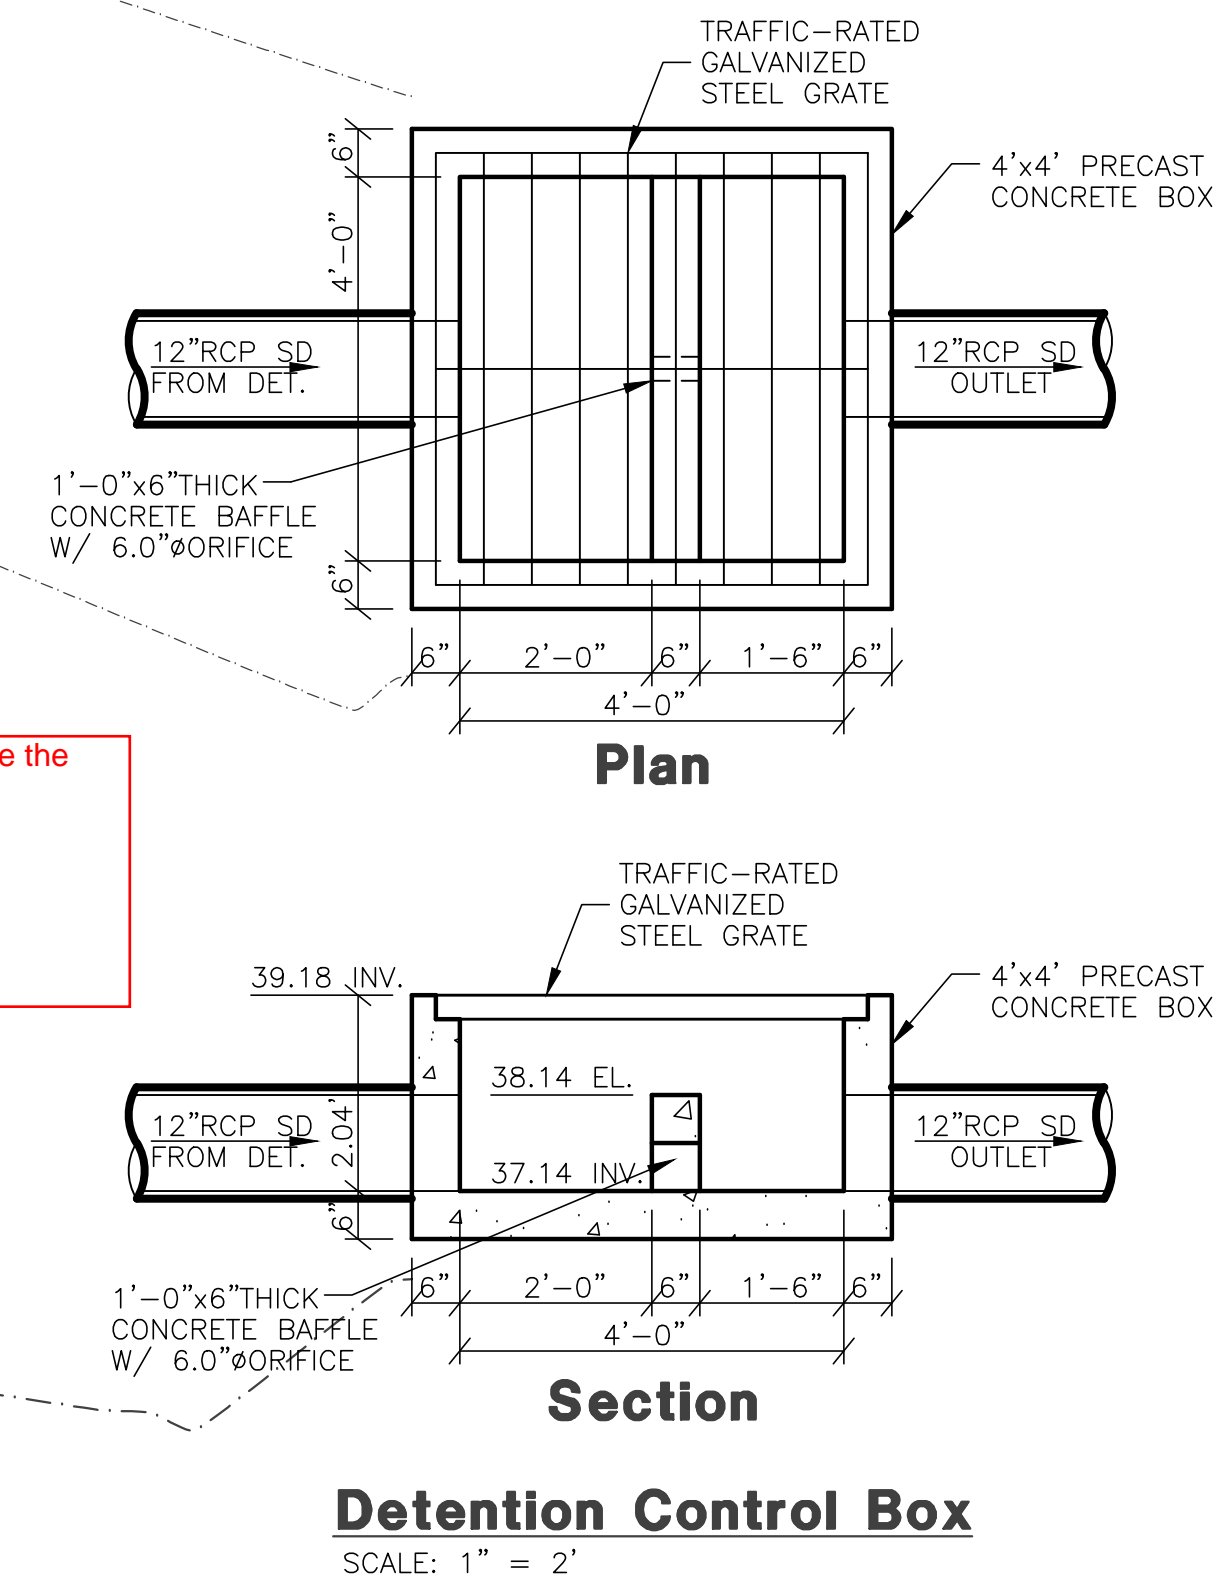 TRAFFIC–RATED
GALVANIZED
STEEL GRATE
4'x4' PRECAST
CONCRETE BOX
6"
4'–0"
6"
12"RCP SD
FROM DET.
12"RCP SD
OUTLET
1'–0"x6"THICK
CONCRETE BAFFLE
W/ 6.0"øORIFICE
6" 2'–0" 6" 1'–6" 6"
4'–0"
Plan
e the
TRAFFIC–RATED
GALVANIZED
STEEL GRATE
39.18 INV.
4'x4' PRECAST
CONCRETE BOX
38.14 EL.
12"RCP SD
FROM DET.
2.04'
12"RCP SD
OUTLET
37.14 INV.
6"
1'–0"x6"THICK
CONCRETE BAFFLE
W/ 6.0"øORIFICE
6" 2'–0" 6" 1'–6" 6"
4'–0"
Section
Detention Control Box
SCALE: 1" = 2'